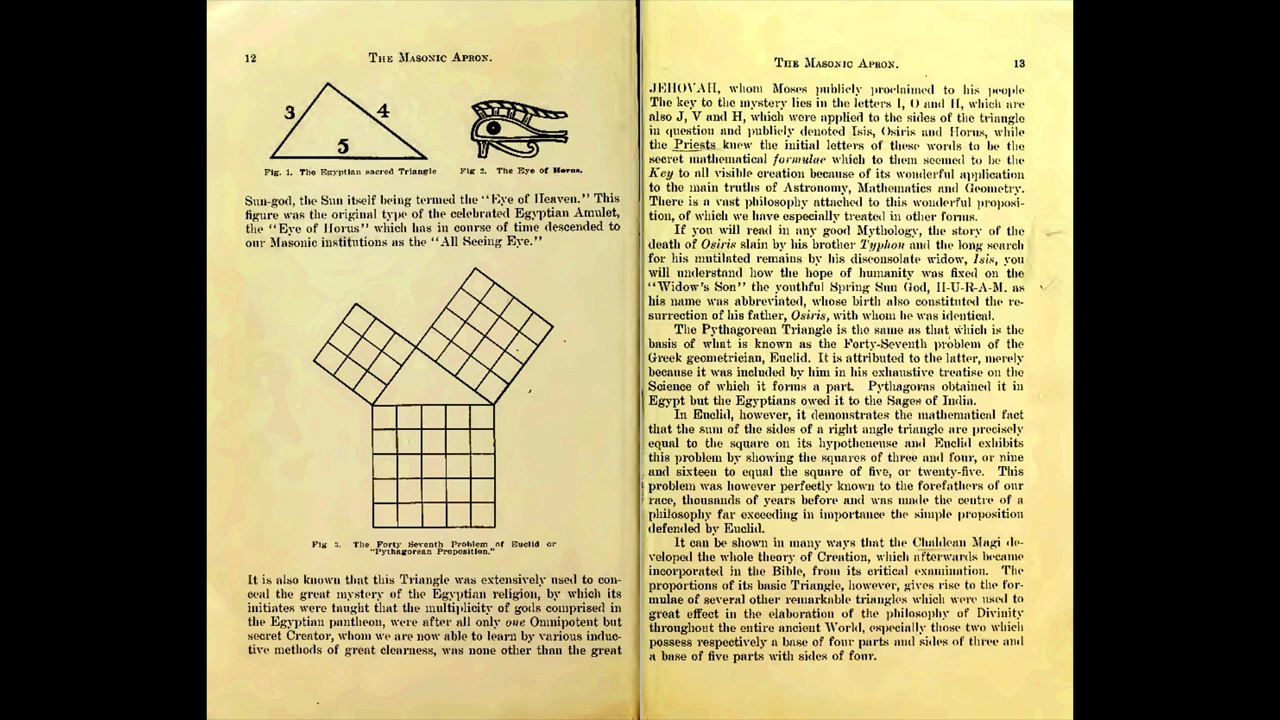 12
THE MASONIC APRON.
3
4
5
Fig. 1. The Egyptian sacred Triangle
Fig 2. The Eye of Horus.
Sun-god, the Sun itself being termed the "Eye of Heaven." This
figure was the original type of the celebrated Egyptian Amulet,
the "Eye of Horus" which has in course of time descended to
our Masonic institutions as the "All Seeing Eye."
Fig 3. The Forty Seventh Problem of Euclid or
"Pythagorean Proposition."
It is also known that this Triangle was extensively used to con-
ceal the great mystery of the Egyptian religion, by which its
initiates were taught that the multiplicity of gods comprised in
the Egyptian pantheon, were after all only one Omnipotent but
secret Creator, whom we are now able to learn by various induc-
tive methods of great clearness, was none other than the great
THE MASONIC APRON.
13
JEHOVAH, whom Moses publicly proclaimed to his people
The key to the mystery lies in the letters I, O and H, which are
also J, V and H, which were applied to the sides of the triangle
in question and publicly denoted Isis, Osiris and Horus, while
the Priests knew the initial letters of these words to be the
secret mathematical formulae which to them seemed to be the
Key to all visible creation because of its wonderful application
to the main truths of Astronomy, Mathematics and Geometry.
There is a vast philosophy attached to this wonderful proposi-
tion, of which we have especially treated in other forms.
If you will read in any good Mythology, the story of the
death of Osiris slain by his brother Typhon and the long search
for his mutilated remains by his disconsolate widow, Isis, you
will understand how the hope of humanity was fixed on the
"Widow's Son" the youthful Spring Sun God, H-U-R-A-M. as
his name was abbreviated, whose birth also constituted the re-
surrection of his father, Osiris, with whom he was identical.
The Pythagorean Triangle is the same as that which is the
basis of what is known as the Forty-Seventh problem of the
Greek geometrician, Euclid. It is attributed to the latter, merely
because it was included by him in his exhaustive treatise on the
Science of which it forms a part. Pythagoras obtained it in
Egypt but the Egyptians owed it to the Sages of India.
In Euclid, however, it demonstrates the mathematical fact
that the sum of the sides of a right angle triangle are precisely
equal to the square on its hypothenuse and Euclid exhibits
this problem by showing the squares of three and four, or nine
and sixteen to equal the square of five, or twenty-five. This
problem was however perfectly known to the forefathers of our
race, thousands of years before and was made the centre of a
philosophy far exceeding in importance the simple proposition
defended by Euclid.
It can be shown in many ways that the Chaldean Magi de-
veloped the whole theory of Creation, which afterwards became
incorporated in the Bible, from its critical examination. The
proportions of its basic Triangle, however, gives rise to the for-
mulae of several other remarkable triangles which were used to
great effect in the elaboration of the philosophy of Divinity
throughout the entire ancient World, especially those two which
possess respectively a base of four parts and sides of three and
a base of five parts with sides of four.